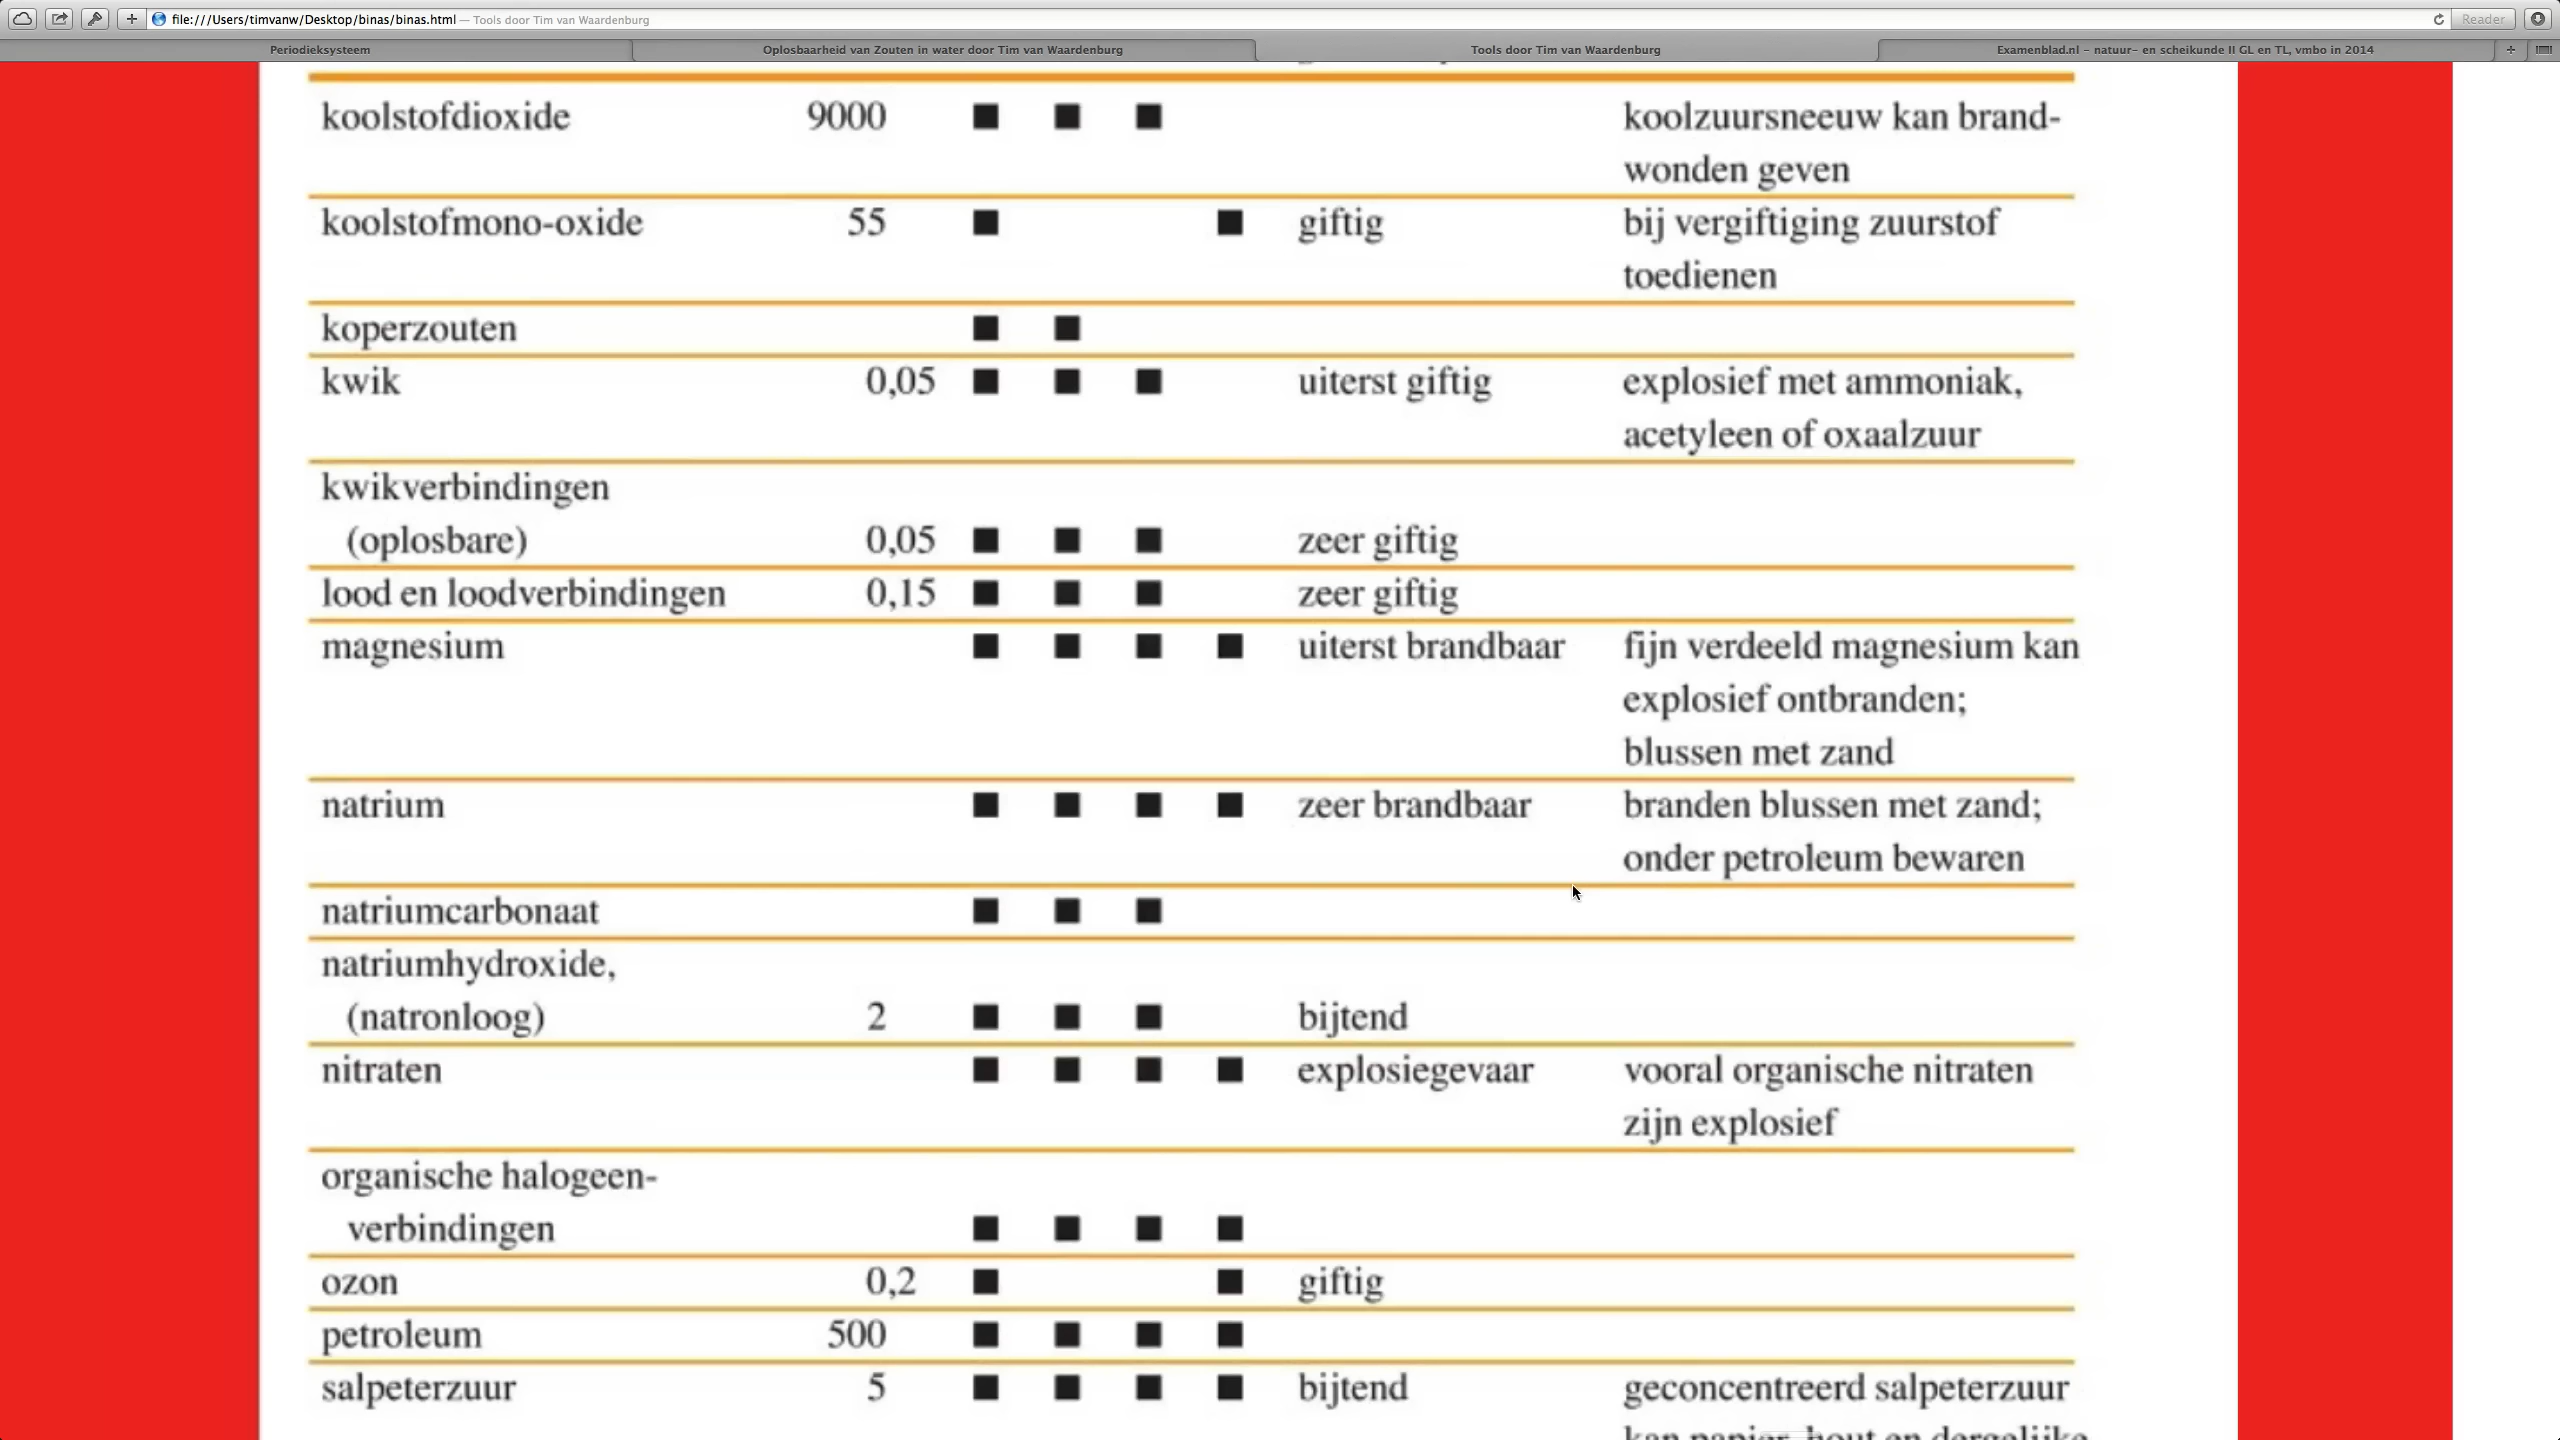 file:///Users/timvanw/Desktop/binas/binas.html — Tools door Tim van Waardenburg
Reader
Periodieksysteem
Oplosbaarheid van Zouten in water door Tim van Waardenburg
Tools door Tim van Waardenburg
Examenblad.nl - natuur- en scheikunde II GL en TL, vmbo in 2014
koolstofdioxide 9000 ■ ■ ■ koolzuursneeuw kan brand-
wonden geven
koolstofmono-oxide 55 ■ ■ giftig bij vergiftiging zuurstof
toedienen
koperzouten ■ ■
kwik 0,05 ■ ■ ■ uiterst giftig explosief met ammoniak,
acetyleen of oxaalzuur
kwikverbindingen
(oplosbare) 0,05 ■ ■ ■ zeer giftig
lood en loodverbindingen 0,15 ■ ■ ■ zeer giftig
magnesium ■ ■ ■ ■ uiterst brandbaar fijn verdeeld magnesium kan
explosief ontbranden;
blussen met zand
natrium ■ ■ ■ ■ zeer brandbaar branden blussen met zand;
onder petroleum bewaren
natriumcarbonaat ■ ■ ■
natriumhydroxide,
(natronloog) 2 ■ ■ ■ bijtend
nitraten ■ ■ ■ ■ explosiegevaar vooral organische nitraten
zijn explosief
organische halogeen-
verbindingen ■ ■ ■ ■
ozon 0,2 ■ ■ giftig
petroleum 500 ■ ■ ■ ■
salpeterzuur 5 ■ ■ ■ ■ bijtend geconcentreerd salpeterzuur
kan papier, hout en dergelijke